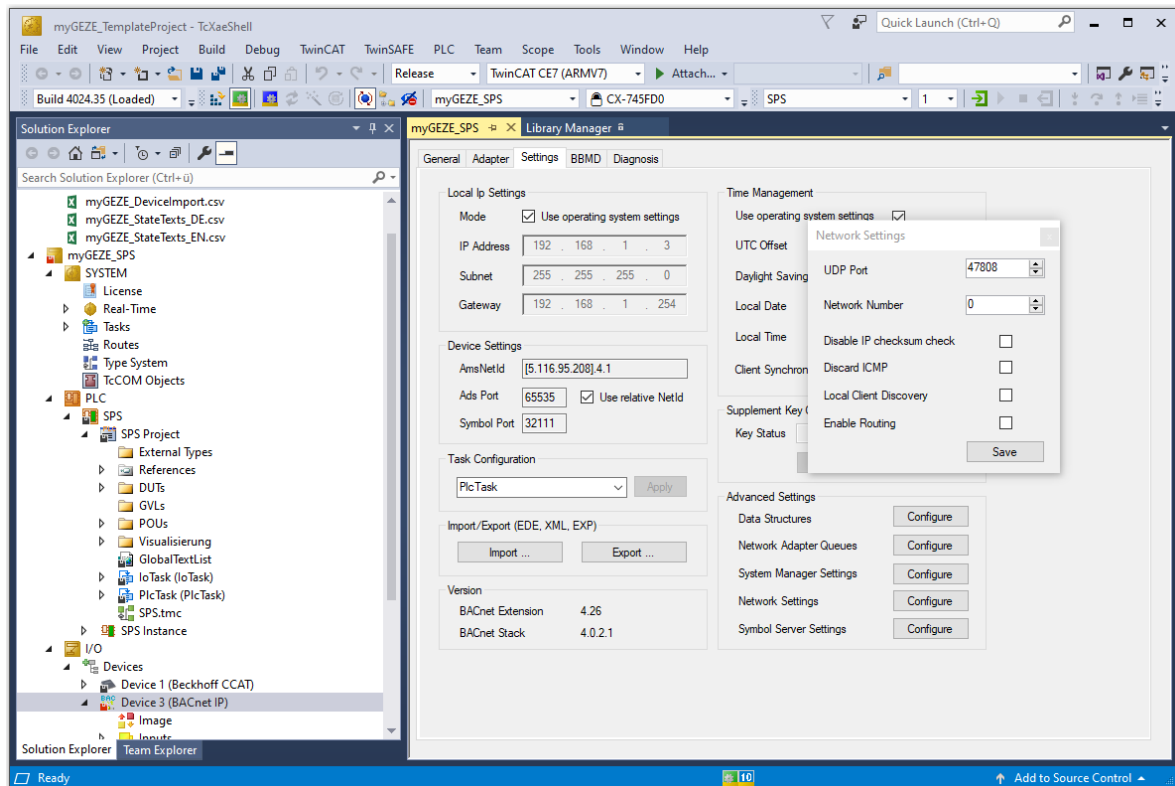 myGEZE_TemplateProject - TcXaeShell
Quick Launch (Ctrl+Q)
File Edit View Project Build Debug TwinCAT TwinSAFE PLC Team Scope Tools Window Help
Release TwinCAT CE7 (ARMV7) Attach...
Build 4024.35 (Loaded) myGEZE_SPS CX-745FD0 SPS 1
Solution Explorer
Search Solution Explorer (Ctrl+ü)
myGEZE_DeviceImport.csv
myGEZE_StateTexts_DE.csv
myGEZE_StateTexts_EN.csv
myGEZE_SPS
SYSTEM
License
Real-Time
Tasks
Routes
Type System
TcCOM Objects
PLC
SPS
SPS Project
External Types
References
DUTs
GVLs
POUs
Visualisierung
GlobalTextList
IoTask (IoTask)
PlcTask (PlcTask)
SPS.tmc
SPS Instance
I/O
Devices
Device 1 (Beckhoff CCAT)
BAC
Device 3 (BACnet IP)
Image
Inputs
Solution Explorer Team Explorer
myGEZE_SPS Library Manager
General Adapter Settings BBMD Diagnosis
Local Ip Settings
Mode Use operating system settings
IP Address 192 . 168 . 1 . 3
Subnet 255 . 255 . 255 . 0
Gateway 192 . 168 . 1 . 254
Device Settings
AmsNetId [5.116.95.208].4.1
Ads Port 65535 Use relative NetId
Symbol Port 32111
Task Configuration
PlcTask Apply
Import/Export (EDE, XML, EXP)
Import ... Export ...
Version
BACnet Extension 4.26
BACnet Stack 4.0.2.1
Time Management
Use operating system settings
UTC Offset
Daylight Saving
Local Date
Local Time
Client Synchron
Supplement Key
Key Status
Network Settings
UDP Port 47808
Network Number 0
Disable IP checksum check
Discard ICMP
Local Client Discovery
Enable Routing
Save
Advanced Settings
Data Structures Configure
Network Adapter Queues Configure
System Manager Settings Configure
Network Settings Configure
Symbol Server Settings Configure
Ready 10 Add to Source Control